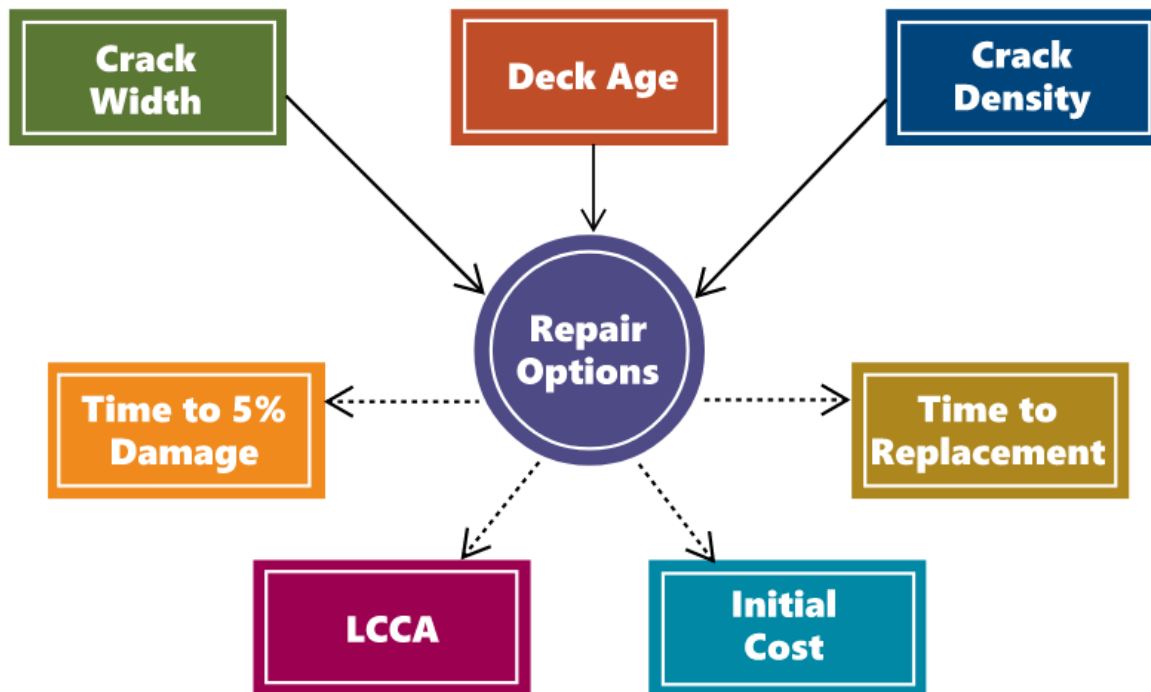 Crack
Width
Deck Age
Crack
Density
Repair
Options
Time to 5%
Damage
Time to
Replacement
LCCA
Initial
Cost